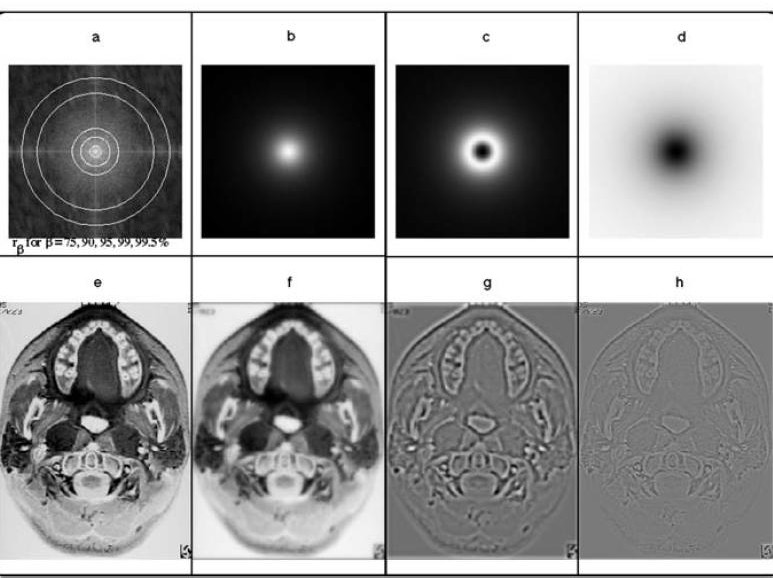 a b c d
r_β for β = 75, 90, 95, 99, 99.5%
e f g h